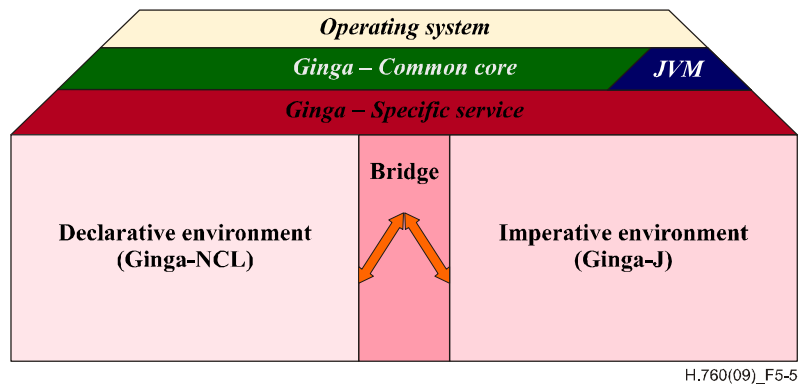 Operating system
Ginga – Common core
JVM
Ginga – Specific service
Bridge
Declarative environment
(Ginga-NCL)
Imperative environment
(Ginga-J)
H.760(09)_F5-5